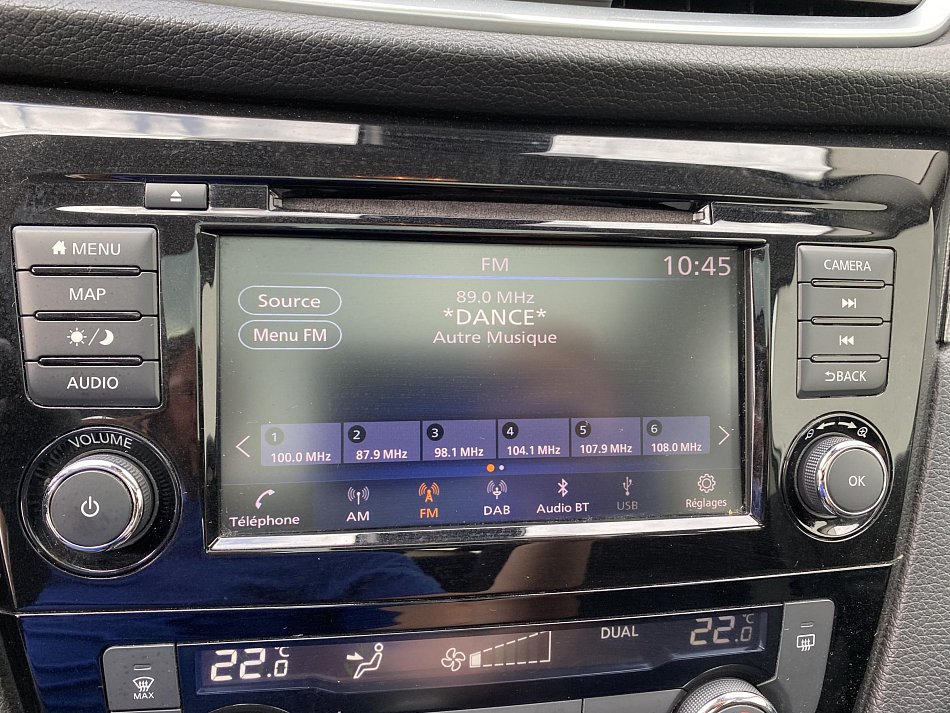 MENU
MAP
AUDIO
VOLUME
FM 10:45
Source
Menu FM
89.0 MHz
*DANCE*
Autre Musique
1 100.0 MHz
2 87.9 MHz
3 98.1 MHz
4 104.1 MHz
5 107.9 MHz
6 108.0 MHz
Téléphone
AM
FM
DAB
Audio BT
USB
Réglages
CAMERA
BACK
OK
MAX
22.0 °C
DUAL
22.0 °C